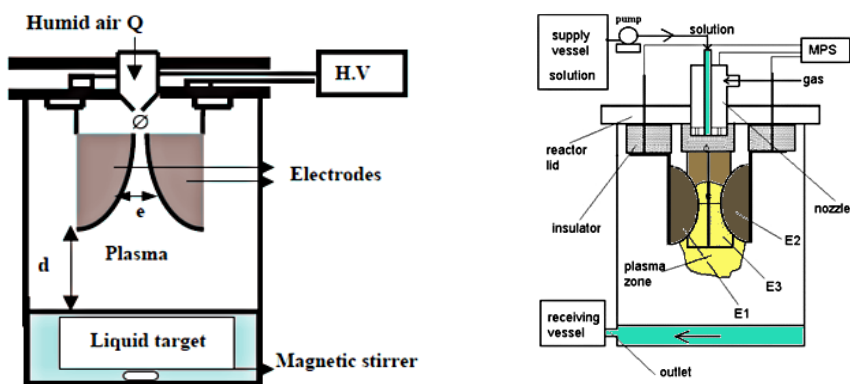 Humid air Q
H.V
Ø
Electrodes
e
d
Plasma
Liquid target
Magnetic stirrer
pump
solution
supply
vessel
solution
MPS
gas
reactor
lid
insulator
nozzle
E2
plasma
zone
E3
E1
receiving
vessel
outlet